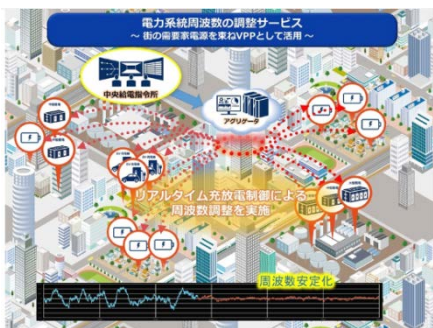 電力系統周波数の調整サービス
～ 街の需要家電源を束ねVPPとして活用 ～
中央給電指令所
アグリゲータ
リアルタイム充放電制御による
周波数調整を実施
周波数安定化